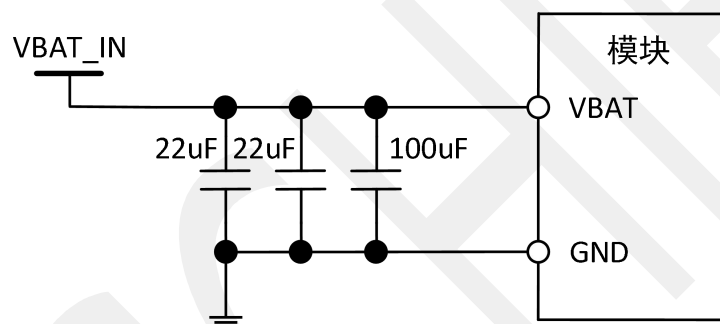 VBAT_IN
模块
VBAT
22uF 22uF 100uF
GND